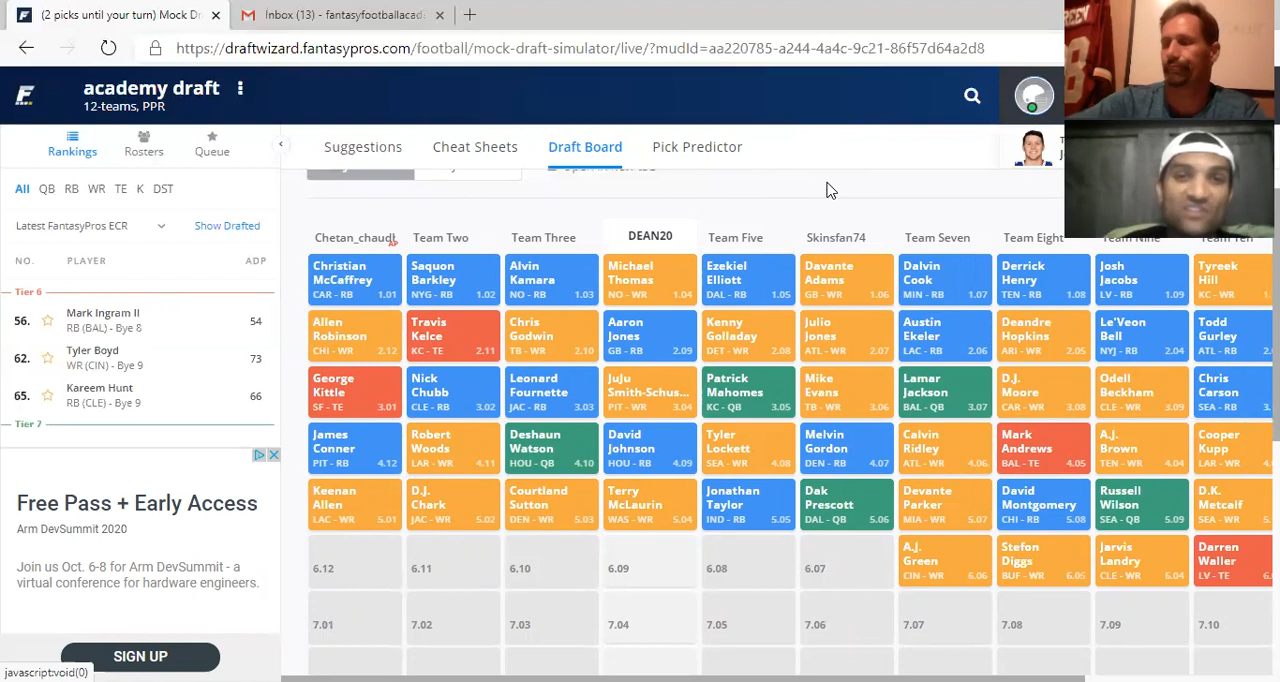 (2 picks until your turn) Mock Dr
Inbox (13) - fantasyfootballacad
https://draftwizard.fantasypros.com/football/mock-draft-simulator/live/?mudId=aa220785-a244-4a4c-9c21-86f57d64a2d8
academy draft
12-teams, PPR
Rankings Rosters Queue
Suggestions Cheat Sheets Draft Board Pick Predictor
All QB RB WR TE K DST
Latest FantasyPros ECR Show Drafted
NO. PLAYER ADP
Tier 6
56. Mark Ingram II 54
RB (BAL) - Bye 8
62. Tyler Boyd 73
WR (CIN) - Bye 9
65. Kareem Hunt 66
RB (CLE) - Bye 9
Tier 7
Free Pass + Early Access
Arm DevSummit 2020
Join us Oct. 6-8 for Arm DevSummit - a
virtual conference for hardware engineers.
SIGN UP
javascript:void(0)
Chetan_chaudh AP Team Two Team Three DEAN20 Team Five Skinsfan74 Team Seven Team Eight Team Nine Team Ten
Christian McCaffrey CAR - RB 1.01
Saquon Barkley NYG - RB 1.02
Alvin Kamara NO - RB 1.03
Michael Thomas NO - WR 1.04
Ezekiel Elliott DAL - RB 1.05
Davante Adams GB - WR 1.06
Dalvin Cook MIN - RB 1.07
Derrick Henry TEN - RB 1.08
Josh Jacobs LV - RB 1.09
Tyreek Hill KC - WR 1.
Allen Robinson CHI - WR 2.12
Travis Kelce KC - TE 2.11
Chris Godwin TB - WR 2.10
Aaron Jones GB - RB 2.09
Kenny Golladay DET - WR 2.08
Julio Jones ATL - WR 2.07
Austin Ekeler LAC - RB 2.06
Deandre Hopkins ARI - WR 2.05
Le'Veon Bell NYJ - RB 2.04
Todd Gurley ATL - RB 2.
George Kittle SF - TE 3.01
Nick Chubb CLE - RB 3.02
Leonard Fournette JAC - RB 3.03
JuJu Smith-Schus... PIT - WR 3.04
Patrick Mahomes KC - QB 3.05
Mike Evans TB - WR 3.06
Lamar Jackson BAL - QB 3.07
D.J. Moore CAR - WR 3.08
Odell Beckham CLE - WR 3.09
Chris Carson SEA - RB 3.
James Conner PIT - RB 4.12
Robert Woods LAR - WR 4.11
Deshaun Watson HOU - QB 4.10
David Johnson HOU - RB 4.09
Tyler Lockett SEA - WR 4.08
Melvin Gordon DEN - RB 4.07
Calvin Ridley ATL - WR 4.06
Mark Andrews BAL - TE 4.05
A.J. Brown TEN - WR 4.04
Cooper Kupp LAR - WR 4.
Keenan Allen LAC - WR 5.01
D.J. Chark JAC - WR 5.02
Courtland Sutton DEN - WR 5.03
Terry McLaurin WAS - WR 5.04
Jonathan Taylor IND - RB 5.05
Dak Prescott DAL - QB 5.06
Devante Parker MIA - WR 5.07
David Montgomery CHI - RB 5.08
Russell Wilson SEA - QB 5.09
D.K. Metcalf SEA - WR 5.
6.12 6.11 6.10 6.09 6.08 6.07
A.J. Green CIN - WR 6.06
Stefon Diggs BUF - WR 6.05
Jarvis Landry CLE - WR 6.04
Darren Waller LV - TE 6.
7.01 7.02 7.03 7.04 7.05 7.06 7.07 7.08 7.09 7.10